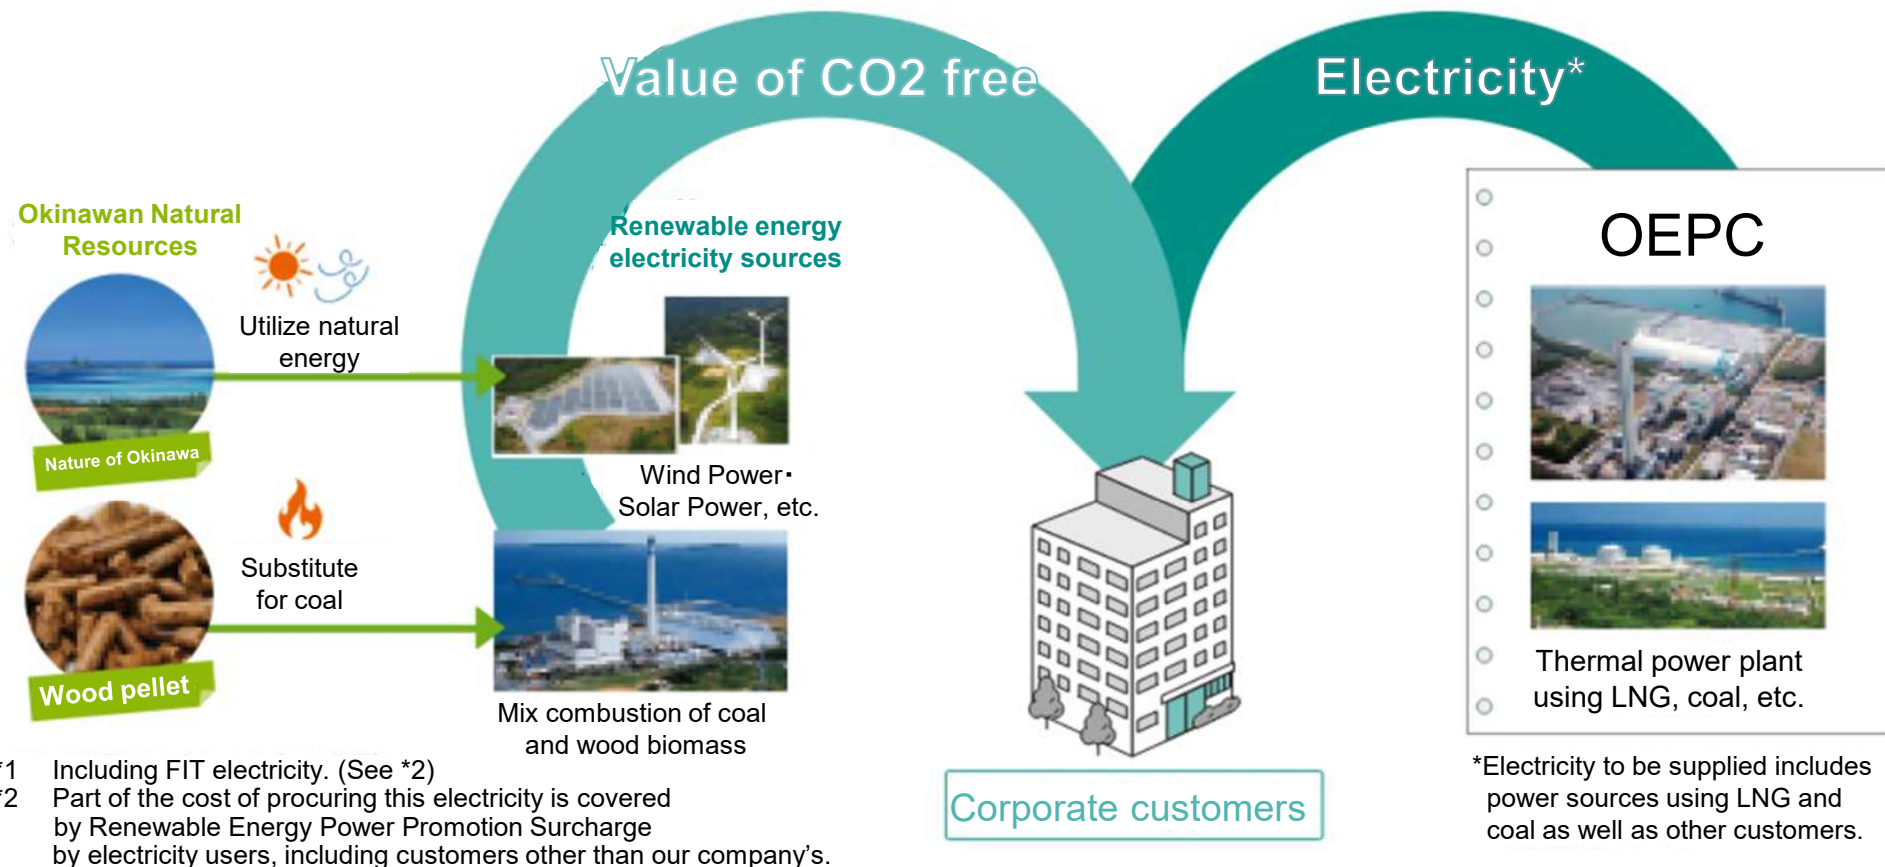 Value of CO2 free
Electricity*
Okinawan Natural
Resources
Utilize natural
energy
Nature of Okinawa
Substitute
for coal
Wood pellet
Renewable energy
electricity sources
Wind Power・
Solar Power, etc.
Mix combustion of coal
and wood biomass
Corporate customers
OEPC
Thermal power plant
using LNG, coal, etc.
*Electricity to be supplied includes
power sources using LNG and
coal as well as other customers.
*1 Including FIT electricity. (See *2)
*2 Part of the cost of procuring this electricity is covered
by Renewable Energy Power Promotion Surcharge
by electricity users, including customers other than our company's.